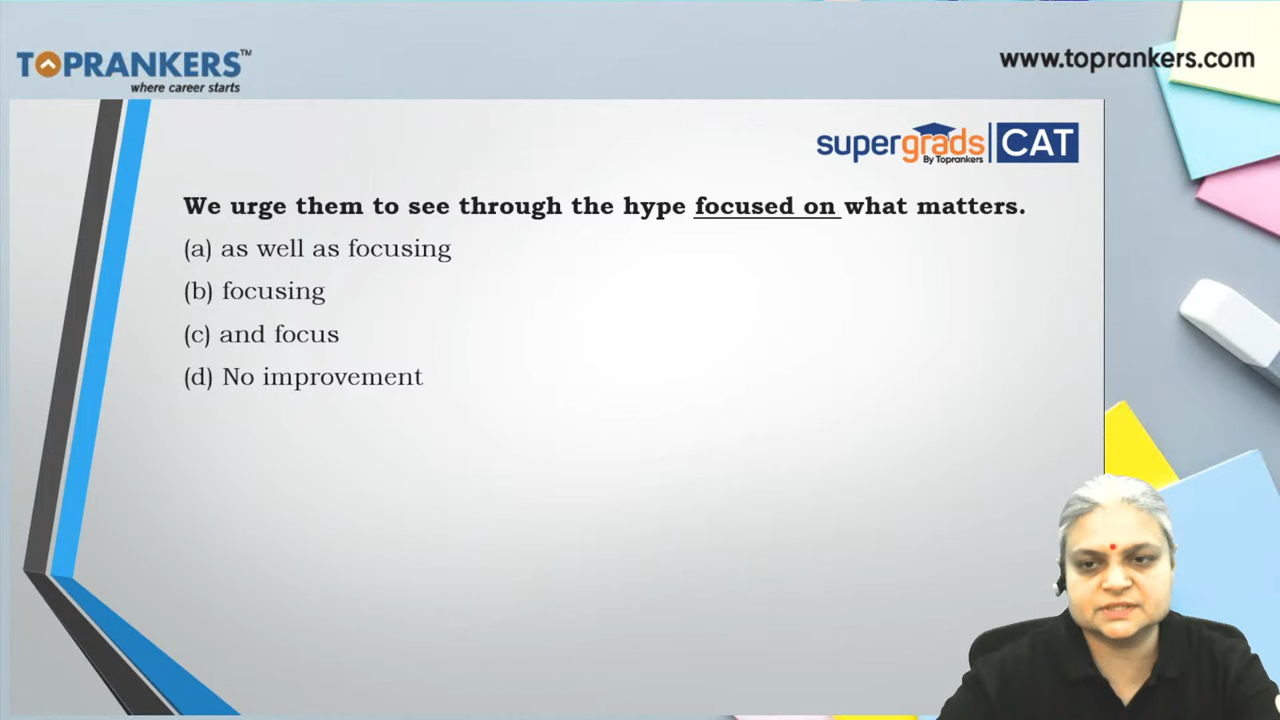 TOPRANKERS™
where career starts
www.toprankers.com
supergrads | CAT
By Toprankers
We urge them to see through the hype focused on what matters.
(a) as well as focusing
(b) focusing
(c) and focus
(d) No improvement